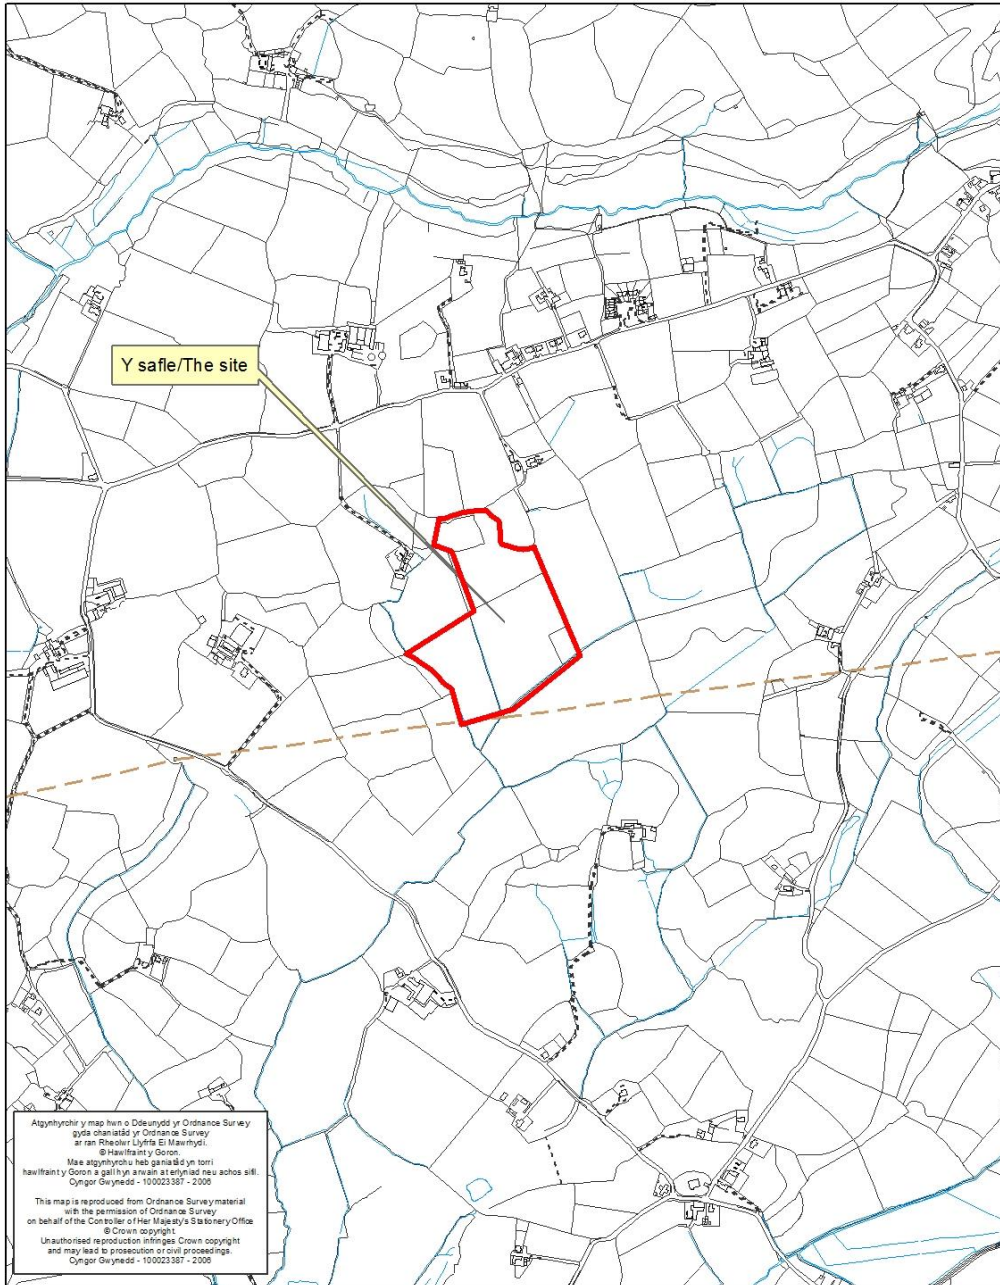 Y safle/The site
Atgynhyrchir y map hwn o Ddeunydd yr Ordnance Survey
gyda chaniatâd yr Ordnance Survey
ar ran Rheolwr Llyfrfa Ei Mawrhydi.
© Hawlfraint y Goron.
Mae atgynhyrchu heb ganiatâd yn torri
hawlfraint y Goron a gall hyn arwain at erlyniad neu achos sifil.
Cyngor Gwynedd - 100023387 - 2006
This map is reproduced from Ordnance Survey material
with the permission of Ordnance Survey
on behalf of the Controller of Her Majesty's Stationery Office
© Crown copyright.
Unauthorised reproduction infringes Crown copyright
and may lead to prosecution or civil proceedings.
Cyngor Gwynedd - 100023387 - 2006